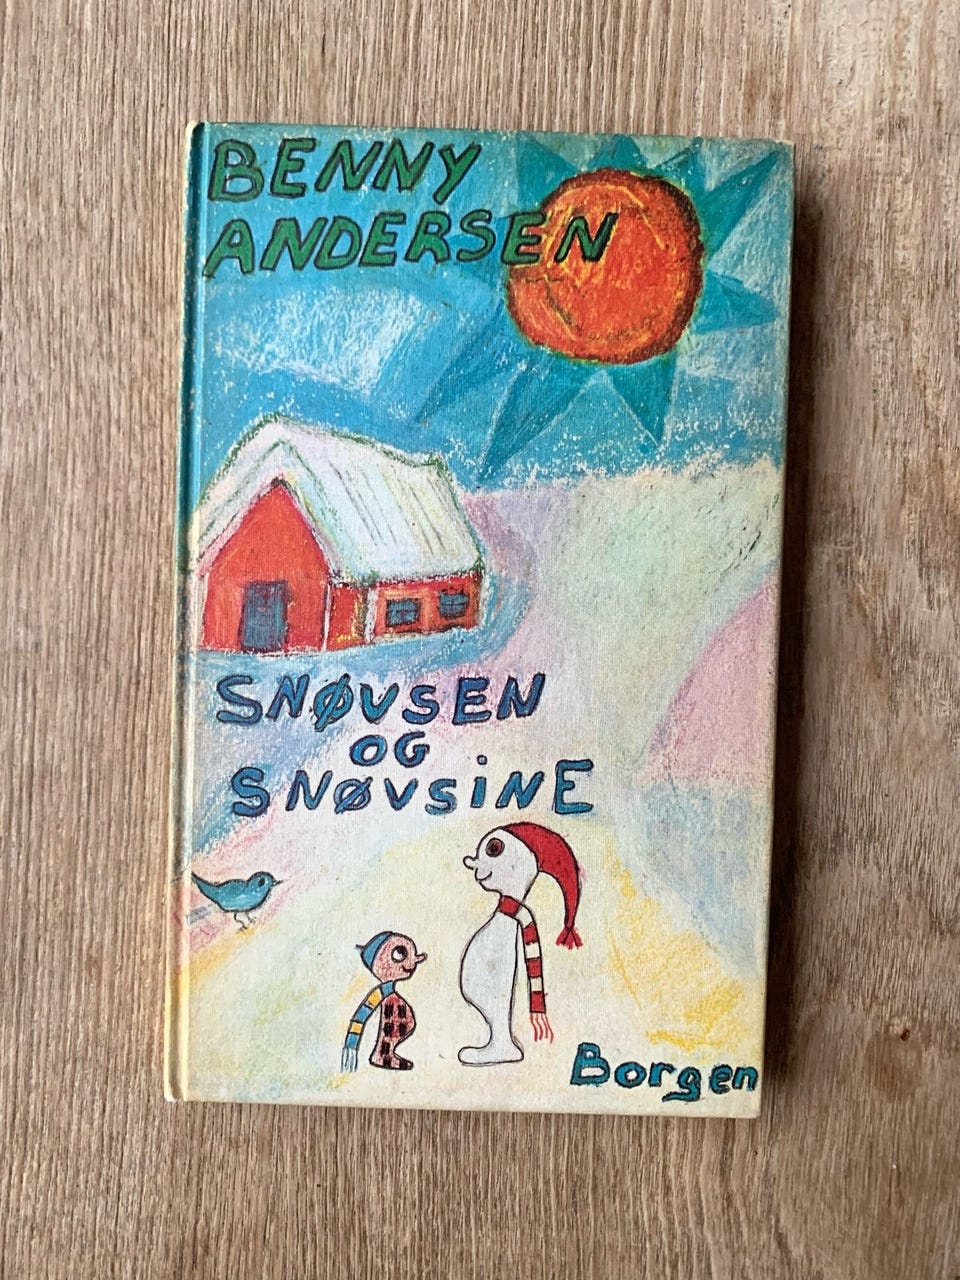 BENNY
ANDERSEN
SNØVSEN
OG
SNØVSiNE
Borgen